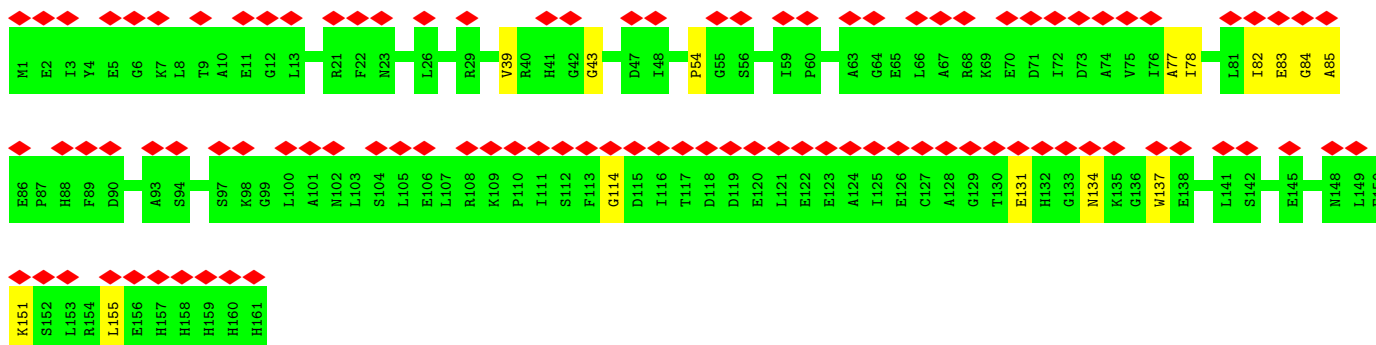 M1 E2 I3 Y4 E5 G6 K7 L8 T9 A10 E11 G12 L13 R21 F22 N23 L26 R29 V39 R40 H41 G42 G43 D47 I48 P54 G55 S56 I59 P60 A63 G64 E65 L66 A67 R68 K69 E70 D71 I72 D73 A74 V75 I76 A77 I78 L81 I82 E83 G84 A85
E86 P87 H88 F89 D90 A93 S94 S97 K98 G99 L100 A101 N102 L103 S104 L105 E106 L107 R108 K109 P110 I111 S112 F113 G114 D115 I116 T117 D118 D119 E120 L121 E122 E123 A124 I125 E126 C127 A128 G129 T130 E131 H132 G133 N134 K135 G136 W137 E138 L141 S142 E145 N148 L149
K151 S152 L153 R154 L155 E156 H157 H158 H159 H160 H161